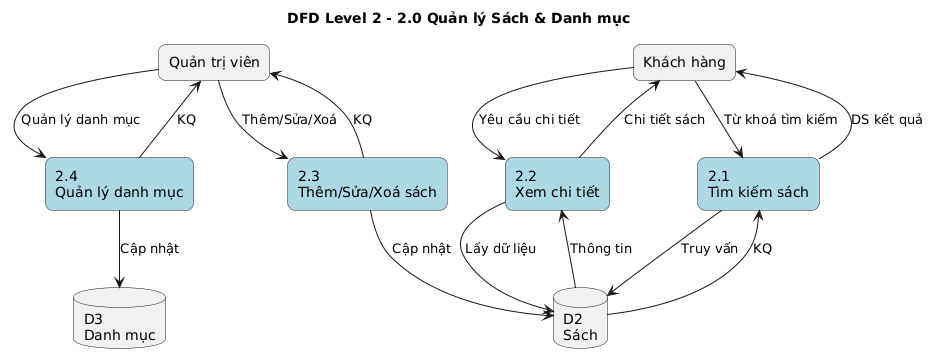 DFD Level 2 - 2.0 Quản lý Sách & Danh mục
Quản trị viên
Khách hàng
Quản lý danh mục
KQ
Thêm/Sửa/Xoá
KQ
Yêu cầu chi tiết
Chi tiết sách
Từ khoá tìm kiếm
DS kết quả
2.4
Quản lý danh mục
2.3
Thêm/Sửa/Xoá sách
2.2
Xem chi tiết
2.1
Tìm kiếm sách
Cập nhật
Cập nhật
Lấy dữ liệu
Thông tin
Truy vấn
KQ
D3
Danh mục
D2
Sách